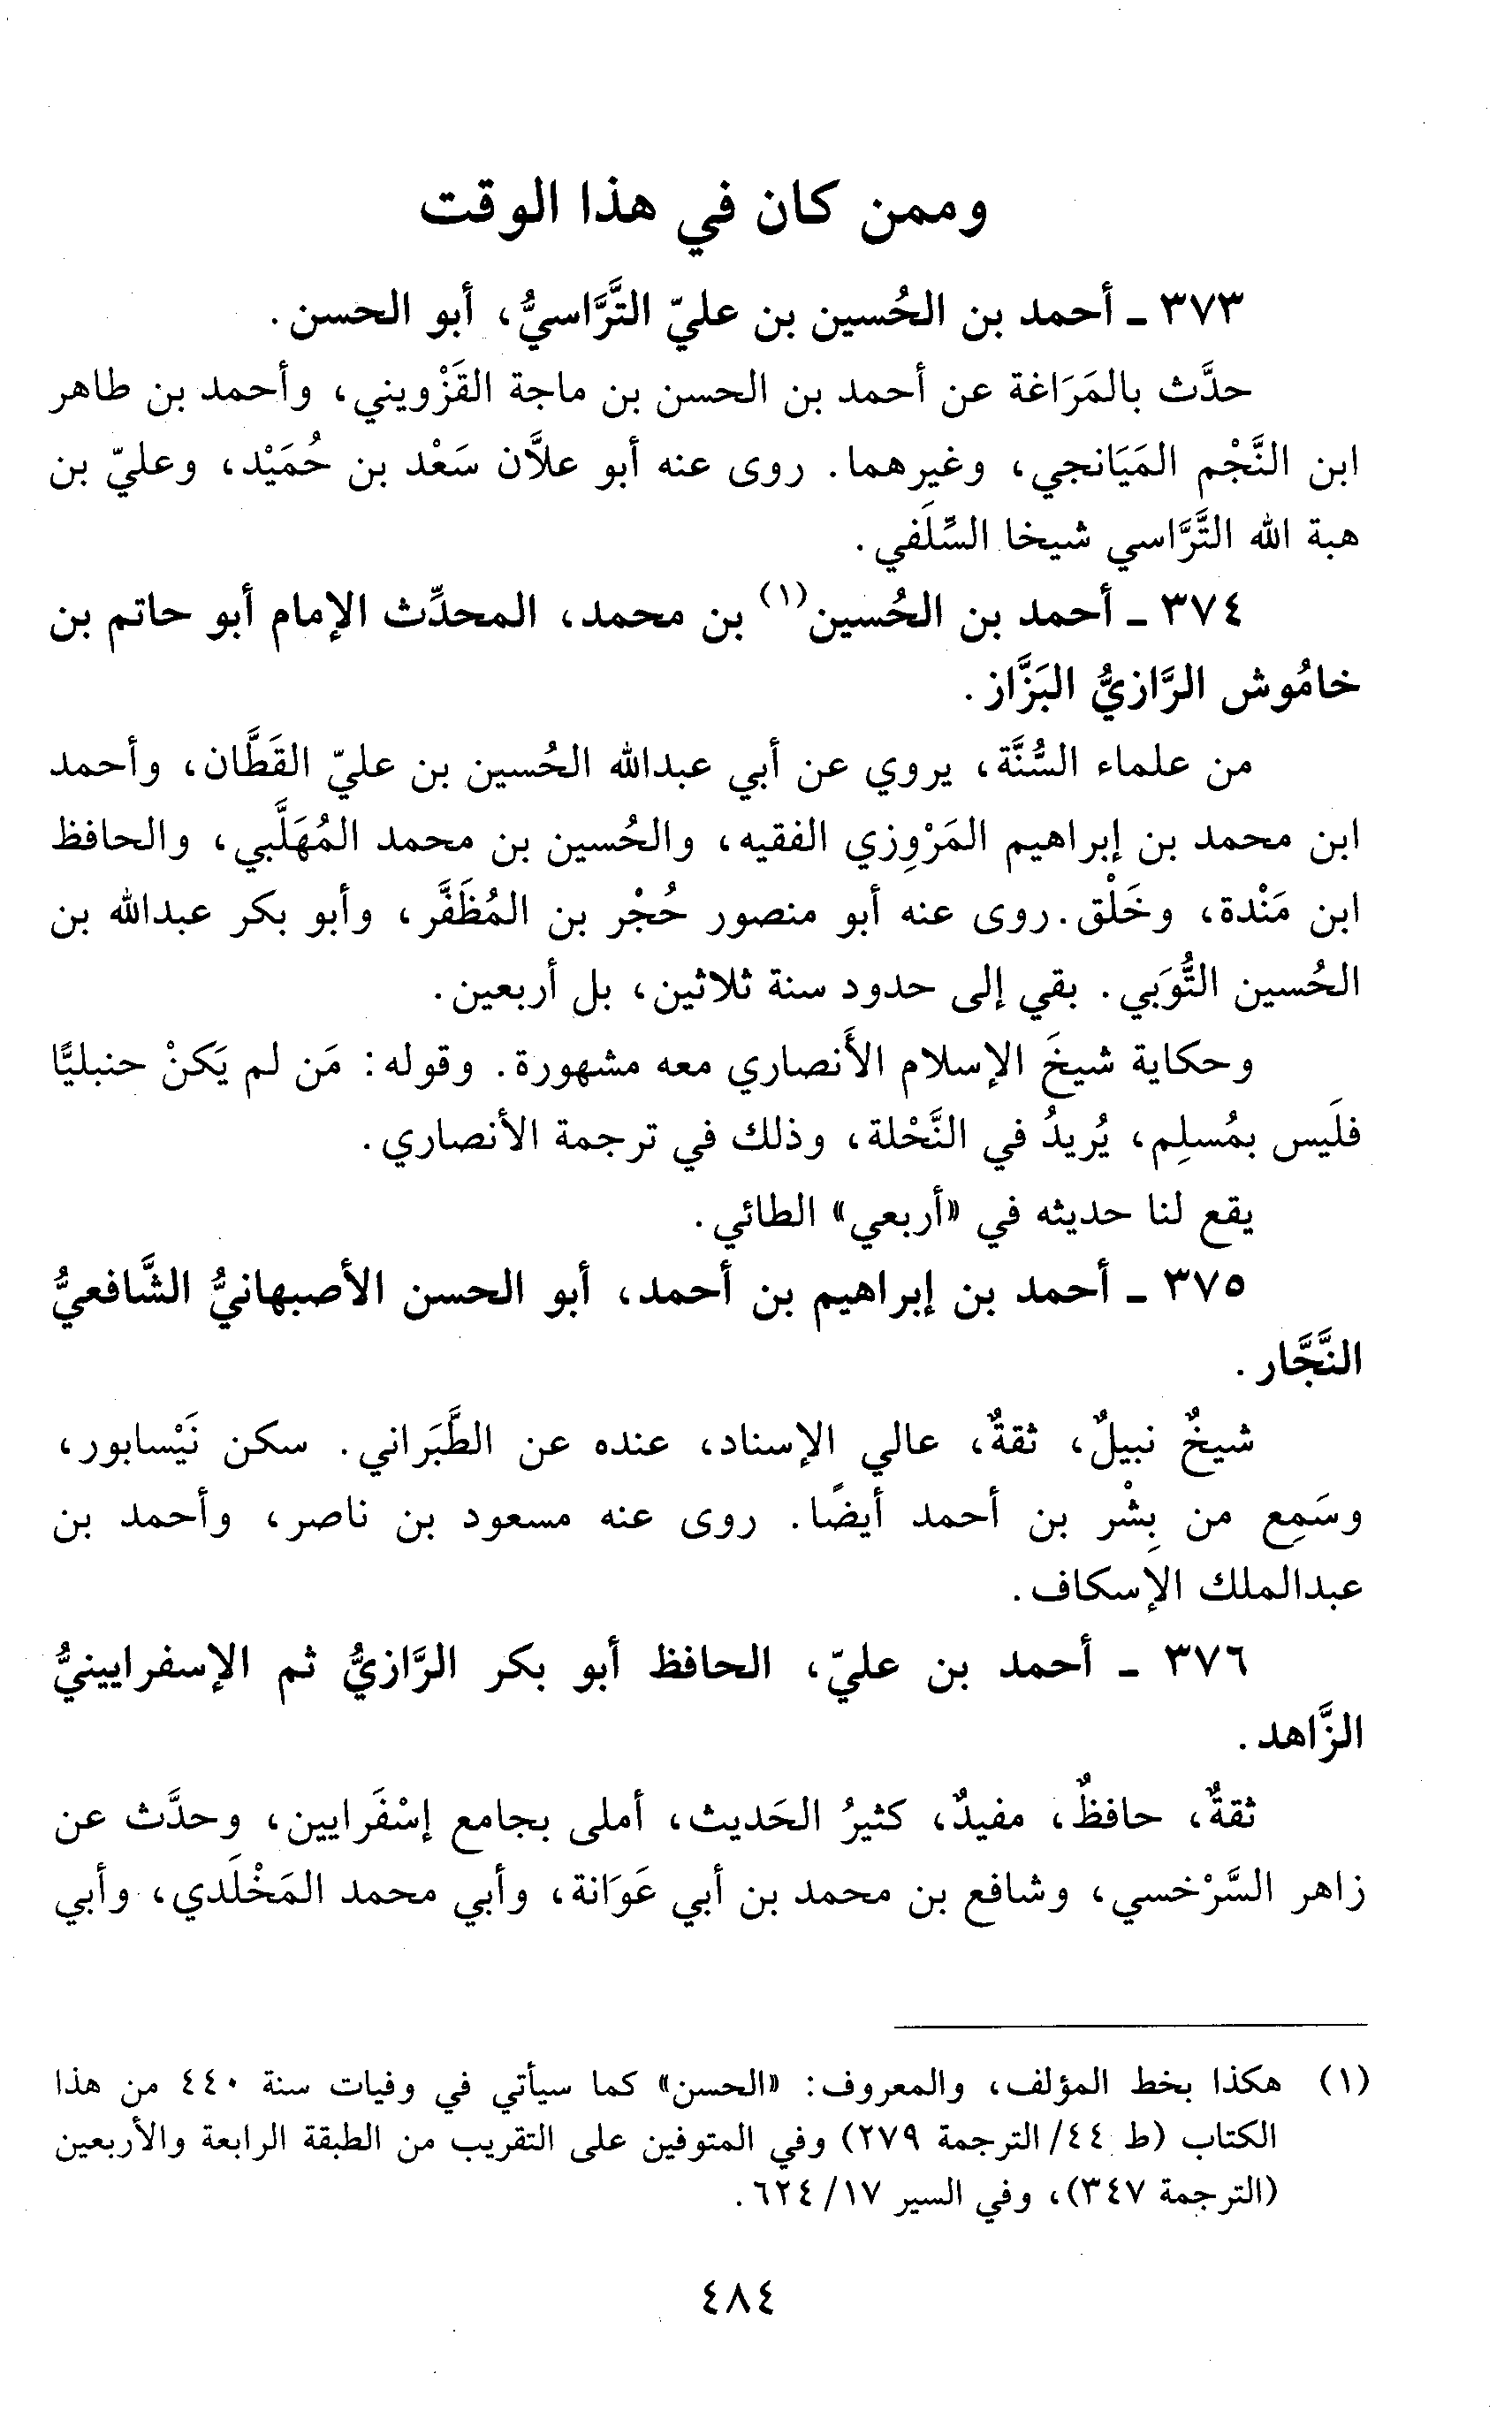 وممن كان في هذا الوقت
٣٧٣ ـ أحمد بن الحُسين بن عليّ التَّرَّاسيُّ، أبو الحسن.
حدَّث بالمَرَاغة عن أحمد بن الحسن بن ماجة القَزْويني، وأحمد بن طاهر
ابن النَّجْم المَيَانجي، وغيرهما. روى عنه أبو علاَّن سَعْد بن حُمَيْد، وعليّ بن
هبة الله التَّرَّاسي شيخا السِّلَفي.
٣٧٤ ـ أحمد بن الحُسين(١) بن محمد، المحدِّث الإمام أبو حاتم بن
خامُوش الرَّازيُّ البَزَّاز.
من علماء السُّنَّة، يروي عن أبي عبدالله الحُسين بن عليّ القَطَّان، وأحمد
ابن محمد بن إبراهيم المَرْوِزي الفقيه، والحُسين بن محمد المُهَلَّبي، والحافظ
ابن مَنْدة، وخَلْق. روى عنه أبو منصور حُجْر بن المُظَفَّر، وأبو بكر عبدالله بن
الحُسين التُّوَبي. بقي إلى حدود سنة ثلاثين، بل أربعين.
وحكاية شيخَ الإسلام الأَنصاري معه مشهورة. وقوله: مَن لم يَكنْ حنبليًّا
فلَيس بمُسلِم، يُريدُ في النَّحْلة، وذلك في ترجمة الأنصاري.
يقع لنا حديثه في «أربعي» الطائي.
٣٧٥ ـ أحمد بن إبراهيم بن أحمد، أبو الحسن الأصبهانيُّ الشَّافعيُّ
النَّجَّار.
شيخٌ نبيلٌ، ثقةٌ، عالي الإسناد، عنده عن الطَّبَراني. سكن نَيْسابور،
وسَمِع من بِشْر بن أحمد أيضًا. روى عنه مسعود بن ناصر، وأحمد بن
عبدالملك الإسكاف.
٣٧٦ ـ أحمد بن عليّ، الحافظ أبو بكر الرَّازيُّ ثم الإسفرايينيُّ
الزَّاهد.
ثقةٌ، حافظٌ، مفيدٌ، كثيرُ الحَديث، أملى بجامع إسْفَرايين، وحدَّث عن
زاهر السَّرْخسي، وشافع بن محمد بن أبي عَوَانة، وأبي محمد المَخْلَدي، وأبي
(١) هكذا بخط المؤلف، والمعروف: «الحسن» كما سيأتي في وفيات سنة ٤٤٠ من هذا
الكتاب (ط ٤٤/ الترجمة ٢٧٩) وفي المتوفين على التقريب من الطبقة الرابعة والأربعين
(الترجمة ٣٤٧)، وفي السير ١٧/ ٦٢٤.
٤٨٤